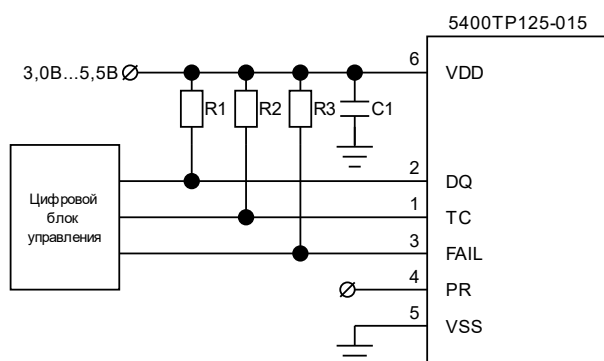 5400ТР125-015
6
VDD
3,0В...5,5В
R1
R2
R3
C1
2
DQ
Цифровой
блок
управления
1
TC
3
FAIL
4
PR
5
VSS